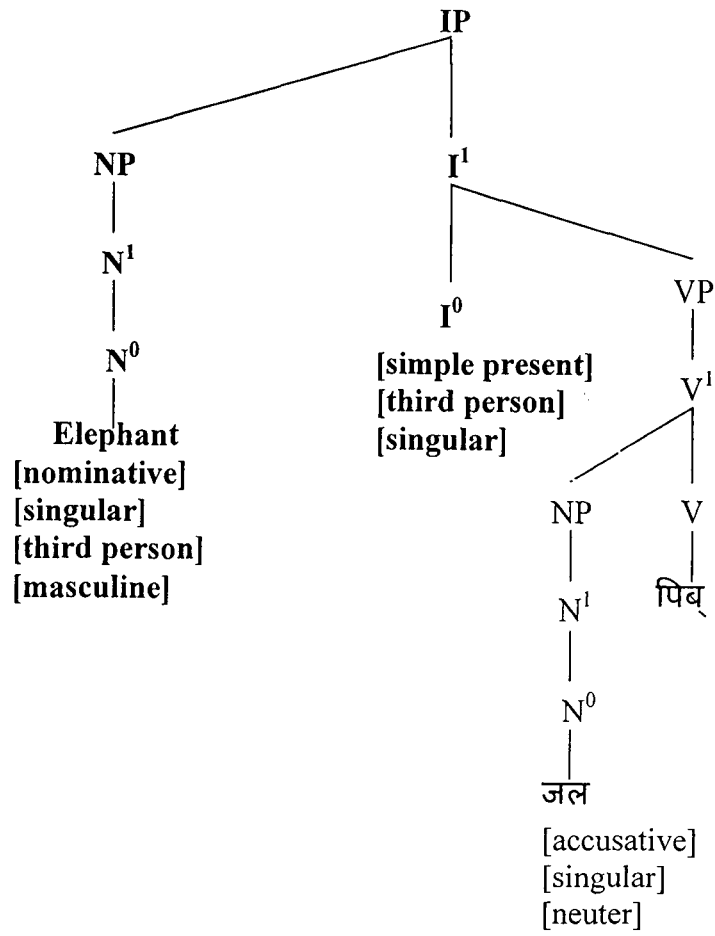 IP
NP I¹
N¹ VP
N⁰ I⁰
Elephant [simple present] V¹
[nominative] [third person]
[singular] [singular] NP V
[third person]
[masculine] N¹ पिब्
N⁰
जल
[accusative]
[singular]
[neuter]